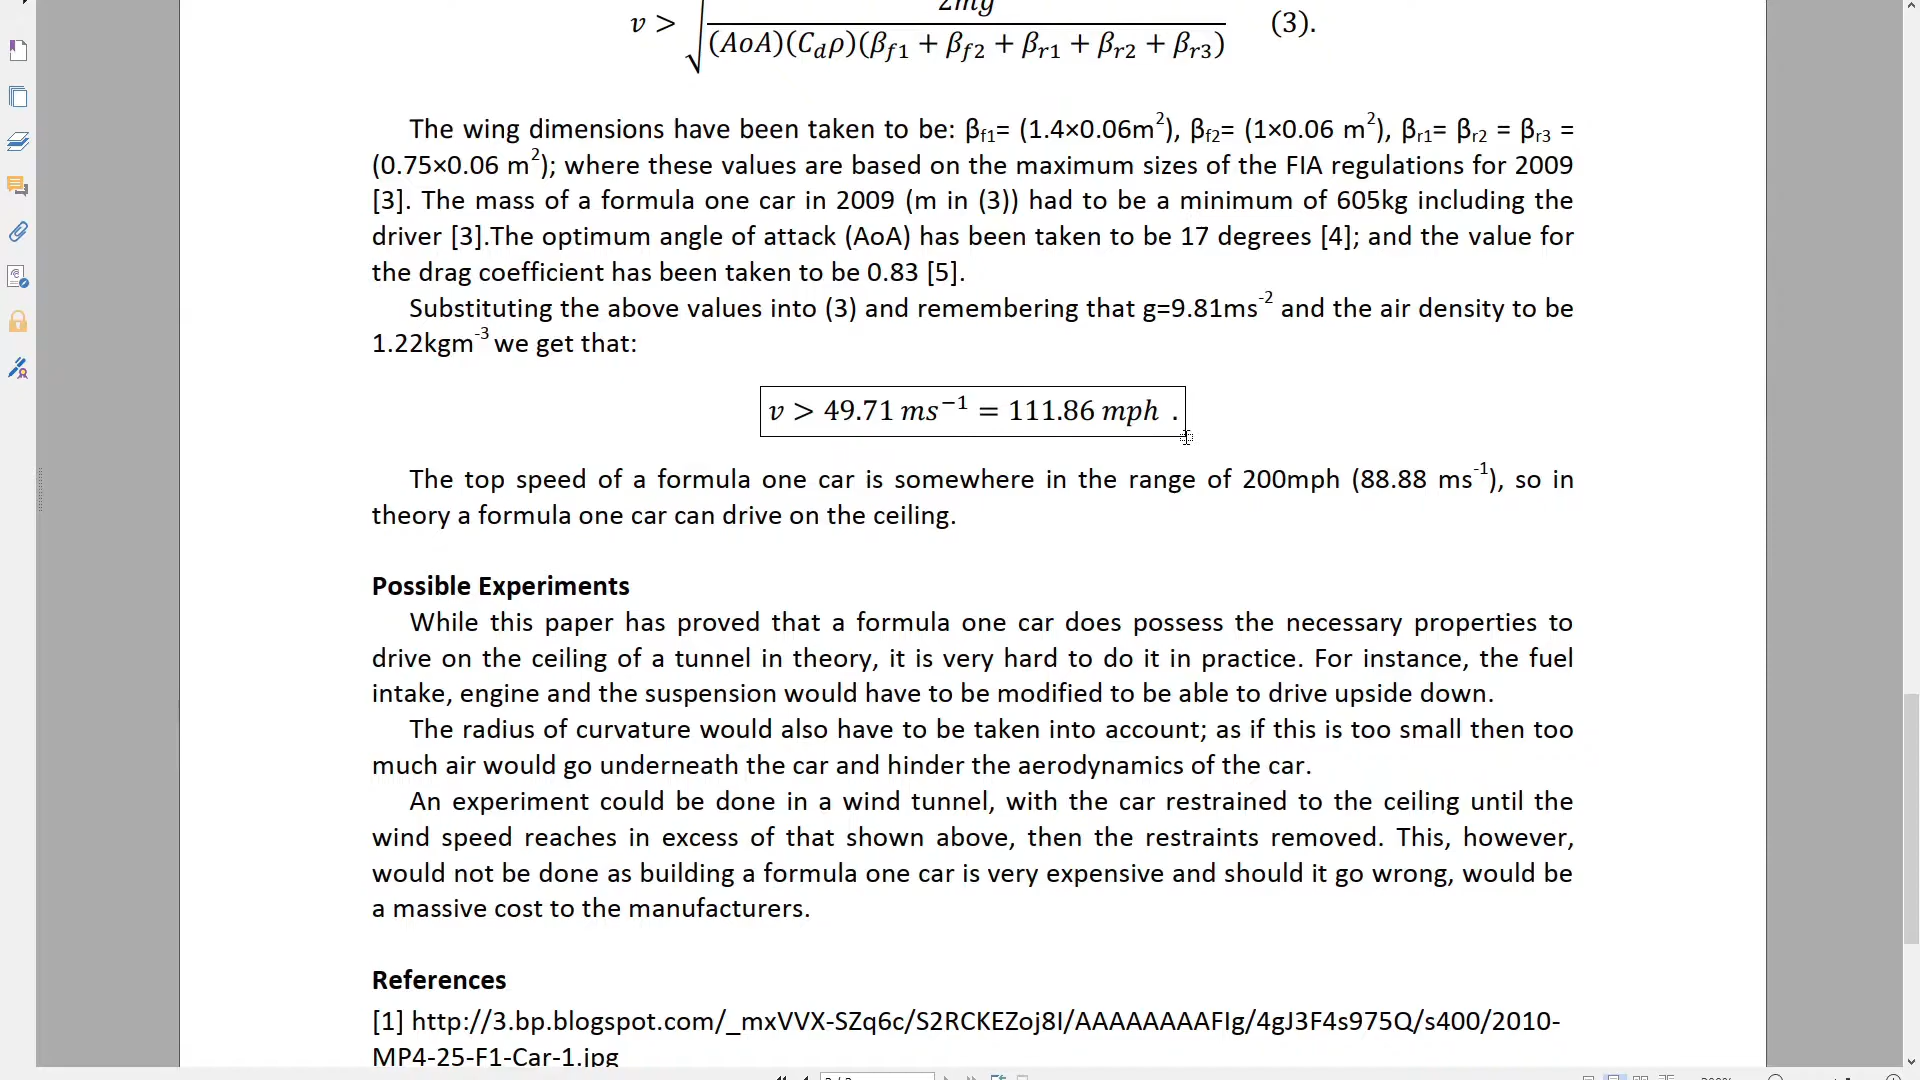 2mg
v > √ (AoA)(C_dρ)(β_f1 + β_f2 + β_r1 + β_r2 + β_r3) (3).
The wing dimensions have been taken to be: β_f1= (1.4×0.06m²), β_f2= (1×0.06 m²), β_r1= β_r2 = β_r3 =
(0.75×0.06 m²); where these values are based on the maximum sizes of the FIA regulations for 2009
[3]. The mass of a formula one car in 2009 (m in (3)) had to be a minimum of 605kg including the
driver [3].The optimum angle of attack (AoA) has been taken to be 17 degrees [4]; and the value for
the drag coefficient has been taken to be 0.83 [5].
Substituting the above values into (3) and remembering that g=9.81ms⁻² and the air density to be
1.22kgm⁻³ we get that:
v > 49.71 ms⁻¹ = 111.86 mph .
The top speed of a formula one car is somewhere in the range of 200mph (88.88 ms⁻¹), so in
theory a formula one car can drive on the ceiling.
Possible Experiments
While this paper has proved that a formula one car does possess the necessary properties to
drive on the ceiling of a tunnel in theory, it is very hard to do it in practice. For instance, the fuel
intake, engine and the suspension would have to be modified to be able to drive upside down.
The radius of curvature would also have to be taken into account; as if this is too small then too
much air would go underneath the car and hinder the aerodynamics of the car.
An experiment could be done in a wind tunnel, with the car restrained to the ceiling until the
wind speed reaches in excess of that shown above, then the restraints removed. This, however,
would not be done as building a formula one car is very expensive and should it go wrong, would be
a massive cost to the manufacturers.
References
[1] http://3.bp.blogspot.com/_mxVVX-SZq6c/S2RCKEZoj8I/AAAAAAAAFIg/4gJ3F4s975Q/s400/2010-
MP4-25-F1-Car-1.jpg